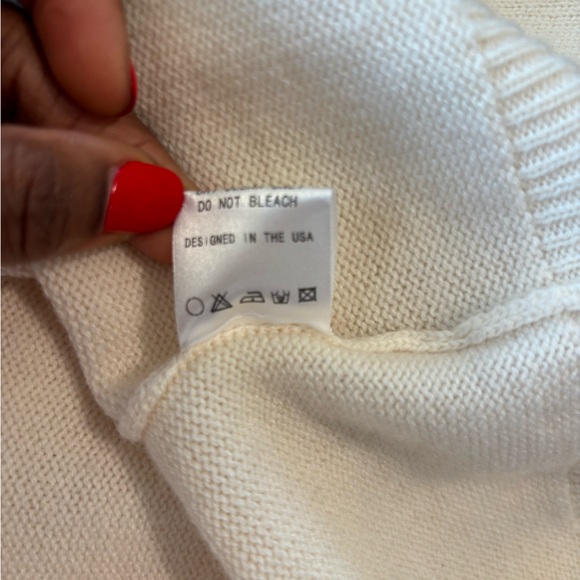 DO NOT BLEACH
DESIGNED IN THE USA